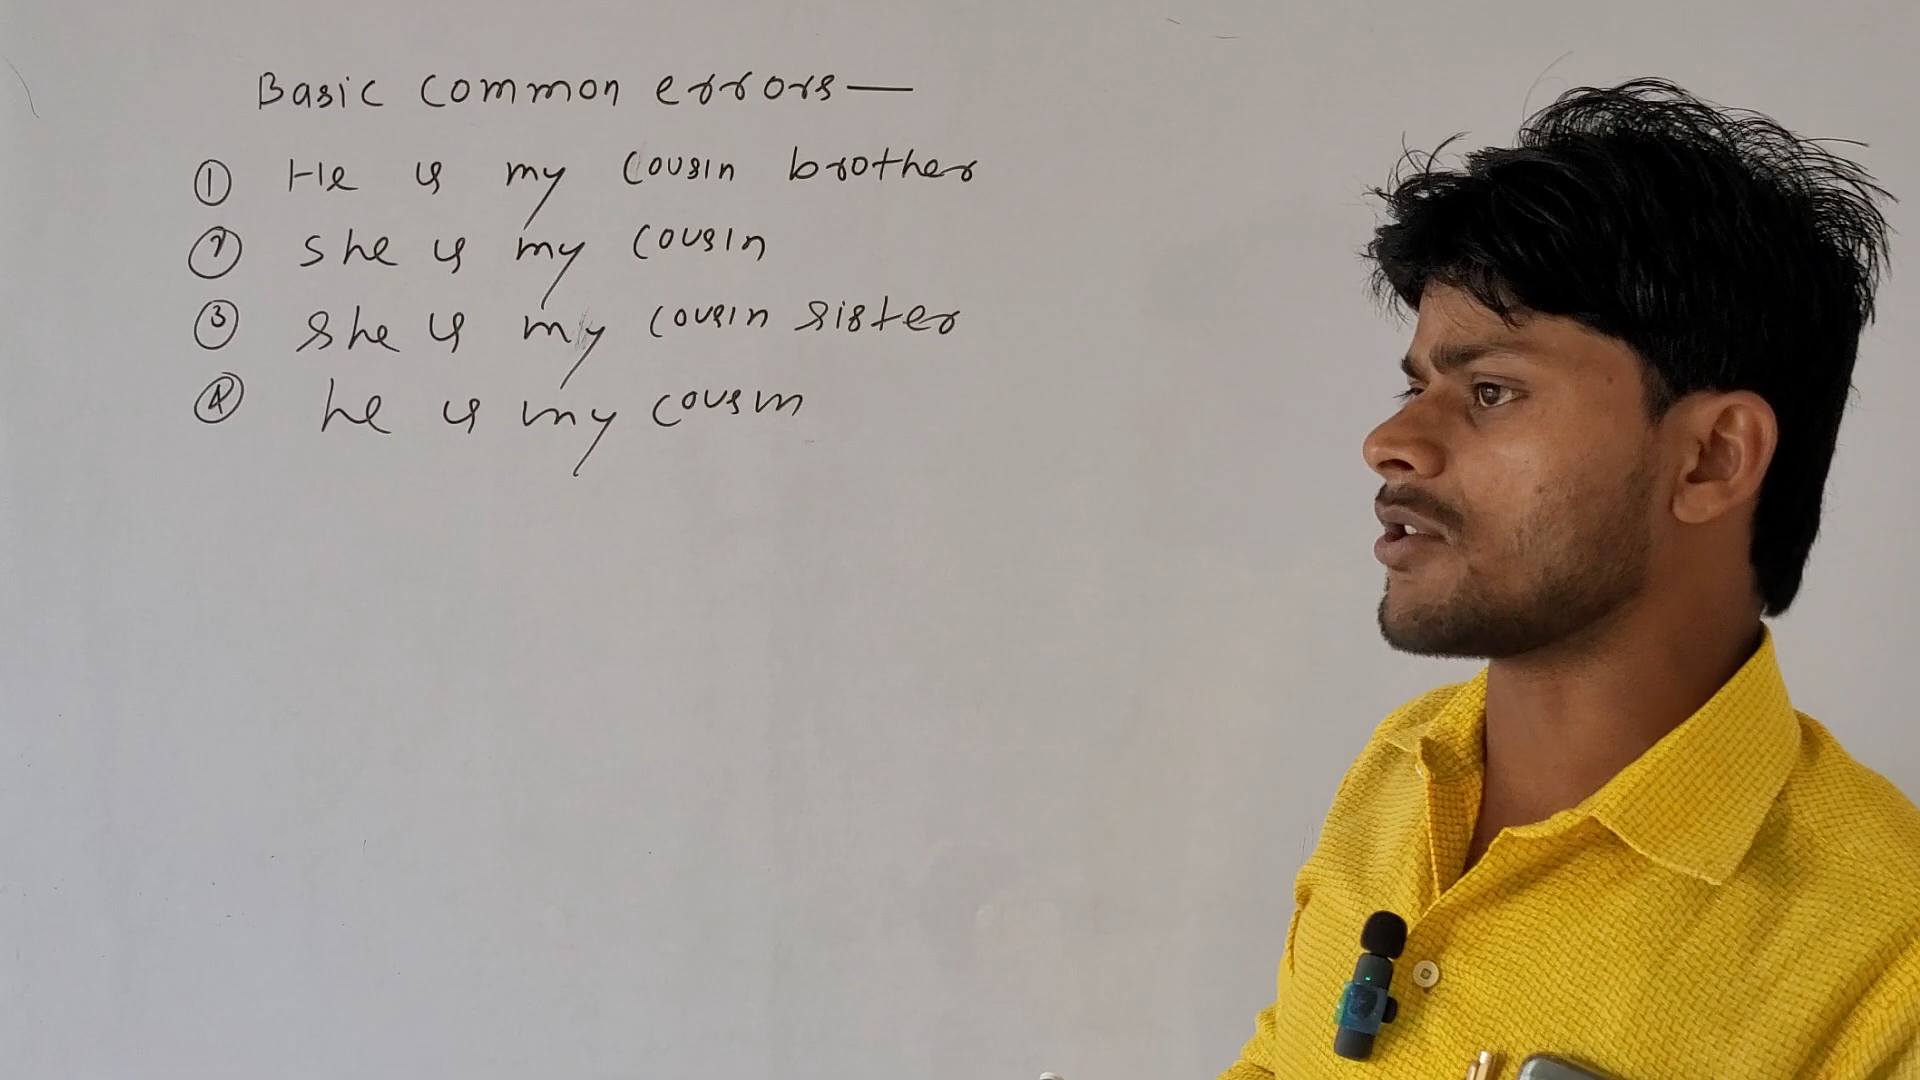 Basic common errors —
① He is my cousin brother
② she is my cousin
③ she is my cousin sister
④ he is my cousin